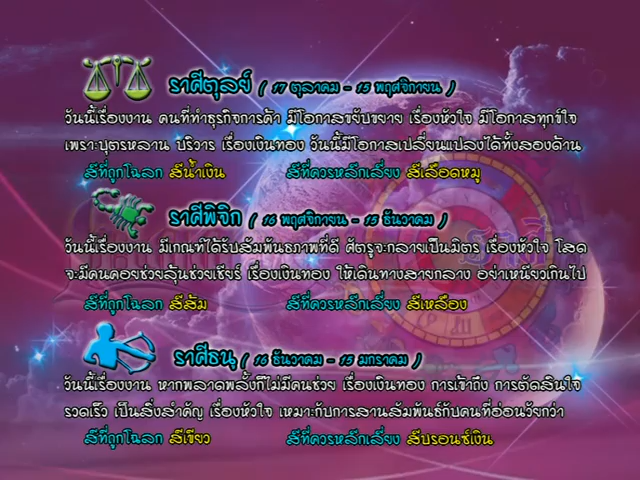 ราศีตุลย์ ( 17 ตุลาคม - 15 พฤศจิกายน )
วันนี้เรื่องงาน คนที่ทำธุรกิจการค้า มีโอกาสขยับขยาย เรื่องหัวใจ มีโอกาสทุกข์ใจ
เพราะบุตรหลาน บริวาร เรื่องเงินทอง วันนี้มีโอกาสเปลี่ยนแปลงได้ทั้งสองด้าน
สีที่ถูกโฉลก สีน้ำเงิน สีที่ควรหลีกเลี่ยง สีเลือดหมู
ราศีพิจิก ( 16 พฤศจิกายน - 15 ธันวาคม )
วันนี้เรื่องงาน มีเกณฑ์ได้รับสัมพันธภาพที่ดี ศัตรูจะกลายเป็นมิตร เรื่องหัวใจ โสด
จะมีคนคอยช่วยลุ้นช่วยเชียร์ เรื่องเงินทอง ให้เดินทางสายกลาง อย่าเหนียวเกินไป
สีที่ถูกโฉลก สีส้ม สีที่ควรหลีกเลี่ยง สีเหลือง
ราศีธนู ( 16 ธันวาคม - 15 มกราคม )
วันนี้เรื่องงาน หากพลาดพลั้งก็ไม่มีคนช่วย เรื่องเงินทอง การเข้าถึง การตัดสินใจ
รวดเร็ว เป็นสิ่งสำคัญ เรื่องหัวใจ เหมาะกับการสานสัมพันธ์กับคนที่อ่อนวัยกว่า
สีที่ถูกโฉลก สีเขียว สีที่ควรหลีกเลี่ยง สีบรอนซ์เงิน